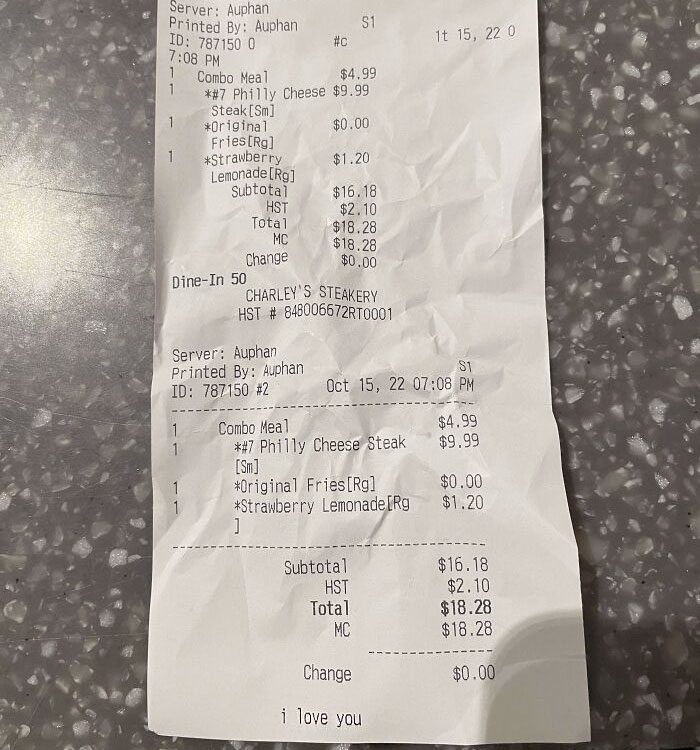 Server: Auphan
Printed By: Auphan S1
ID: 787150 0 #c 1t 15, 22 0
7:08 PM
1 Combo Meal $4.99
1 *#7 Philly Cheese $9.99
Steak[Sm]
1 *Original $0.00
Fries[Rg]
1 *Strawberry $1.20
Lemonade[Rg]
Subtotal $16.18
HST $2.10
Total $18.28
MC $18.28
Change $0.00
Dine-In 50
CHARLEY'S STEAKERY
HST # 848006672RT0001
Server: Auphan
Printed By: Auphan S1
ID: 787150 #2 Oct 15, 22 07:08 PM
1 Combo Meal $4.99
1 *#7 Philly Cheese Steak $9.99
[Sm]
1 *Original Fries[Rg] $0.00
1 *Strawberry Lemonade[Rg $1.20
]
Subtotal $16.18
HST $2.10
Total $18.28
MC $18.28
Change $0.00
i love you